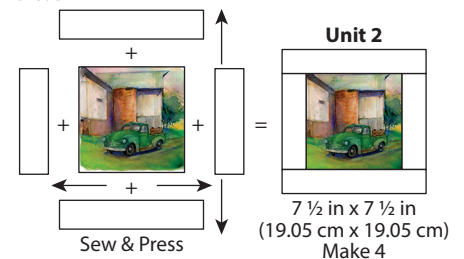 +
+ + = Unit 2
+
Sew & Press
7 ½ in x 7 ½ in
(19.05 cm x 19.05 cm)
Make 4